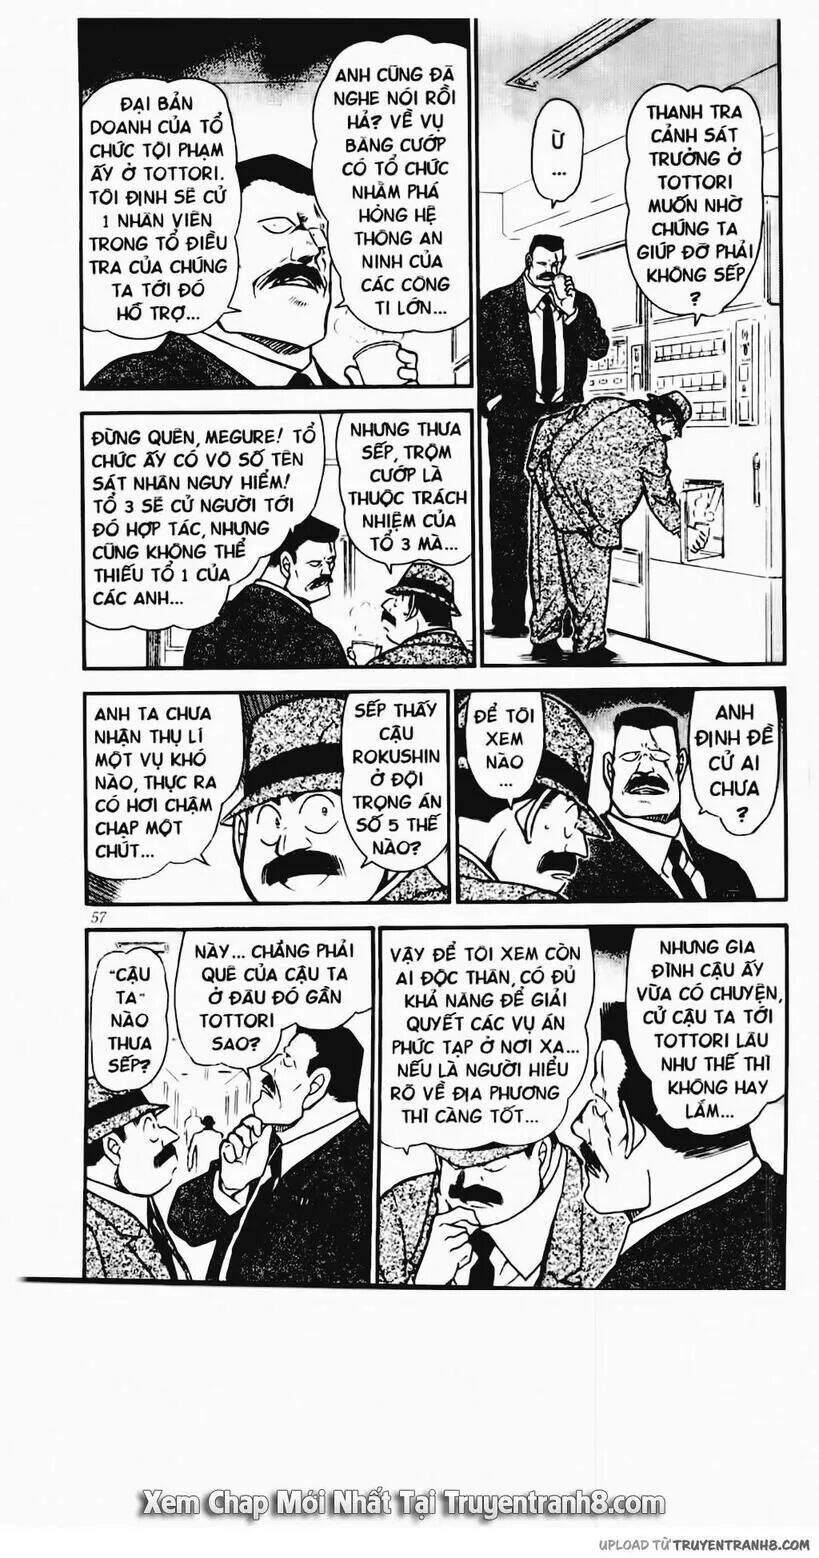 THANH TRA
CẢNH SÁT
TRƯỞNG Ở
TOTTORI
MUỐN NHỜ
CHÚNG TA
GIÚP ĐỠ PHẢI
KHÔNG SẾP
?
Ừ
...
ANH CŨNG ĐÃ
NGHE NÓI RỒI
HẢ? VỀ VỤ
BĂNG CƯỚP
CÓ TỔ CHỨC
NHẰM PHÁ
HỎNG HỆ
THÔNG AN
NINH CỦA
CÁC CÔNG
TI LỚN...
ĐẠI BẢN
DOANH CỦA TỔ
CHỨC TỘI PHẠM
ẤY Ở TOTTORI.
TÔI ĐỊNH SẼ CỬ
1 NHÂN VIÊN
TRONG TỔ ĐIỀU
TRA CỦA CHÚNG
TA TỚI ĐÓ
HỖ TRỢ...
NHƯNG THƯA
SẾP, TRỘM
CƯỚP LÀ
THUỘC TRÁCH
NHIỆM CỦA
TỔ 3 MÀ...
ĐỪNG QUÊN, MEGURE! TỔ
CHỨC ẤY CÓ VÔ SỐ TÊN
SÁT NHÂN NGUY HIỂM!
TỔ 3 SẼ CỬ NGƯỜI TỚI
ĐÓ HỢP TÁC, NHƯNG
CŨNG KHÔNG THỂ
THIẾU TỔ 1 CỦA
CÁC ANH...
ANH
ĐỊNH ĐỀ
CỬ AI
CHƯA
?
ĐỂ TÔI
XEM
NÀO
...
SẾP THẤY
CẬU
ROKUSHIN
Ở ĐỘI
TRỌNG ÁN
SỐ 5 THẾ
NÀO?
ANH TA CHƯA
NHẬN THỤ LÍ
MỘT VỤ KHÓ
NÀO, THỰC RA
CÓ HƠI CHẬM
CHẠP MỘT
CHÚT...
57
NHƯNG GIA
ĐÌNH CẬU ẤY
VỪA CÓ CHUYỆN,
CỬ CẬU TA TỚI
TOTTORI LÂU
NHƯ THẾ THÌ
KHÔNG HAY
LẮM...
VẬY ĐỂ TÔI XEM CÒN
AI ĐỘC THÂN, CÓ ĐỦ
KHẢ NĂNG ĐỂ GIẢI
QUYẾT CÁC VỤ ÁN
PHỨC TẠP Ở NƠI XA...
NẾU LÀ NGƯỜI HIỂU
RÕ VỀ ĐỊA PHƯƠNG
THÌ CÀNG TỐT...
NÀY... CHẲNG PHẢI
QUÊ CỦA CẬU TA
Ở ĐÂU ĐÓ GẦN
TOTTORI
SAO?
"CẬU
TA"
NÀO
THƯA
SẾP?
Xem Chap Mới Nhất Tại Truyentranh8.com
UPLOAD TỪ TRUYENTRANH8.COM